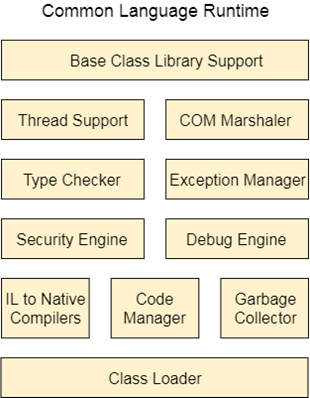 Common Language Runtime
Base Class Library Support
Thread Support
COM Marshaler
Type Checker
Exception Manager
Security Engine
Debug Engine
IL to Native
Compilers
Code
Manager
Garbage
Collector
Class Loader